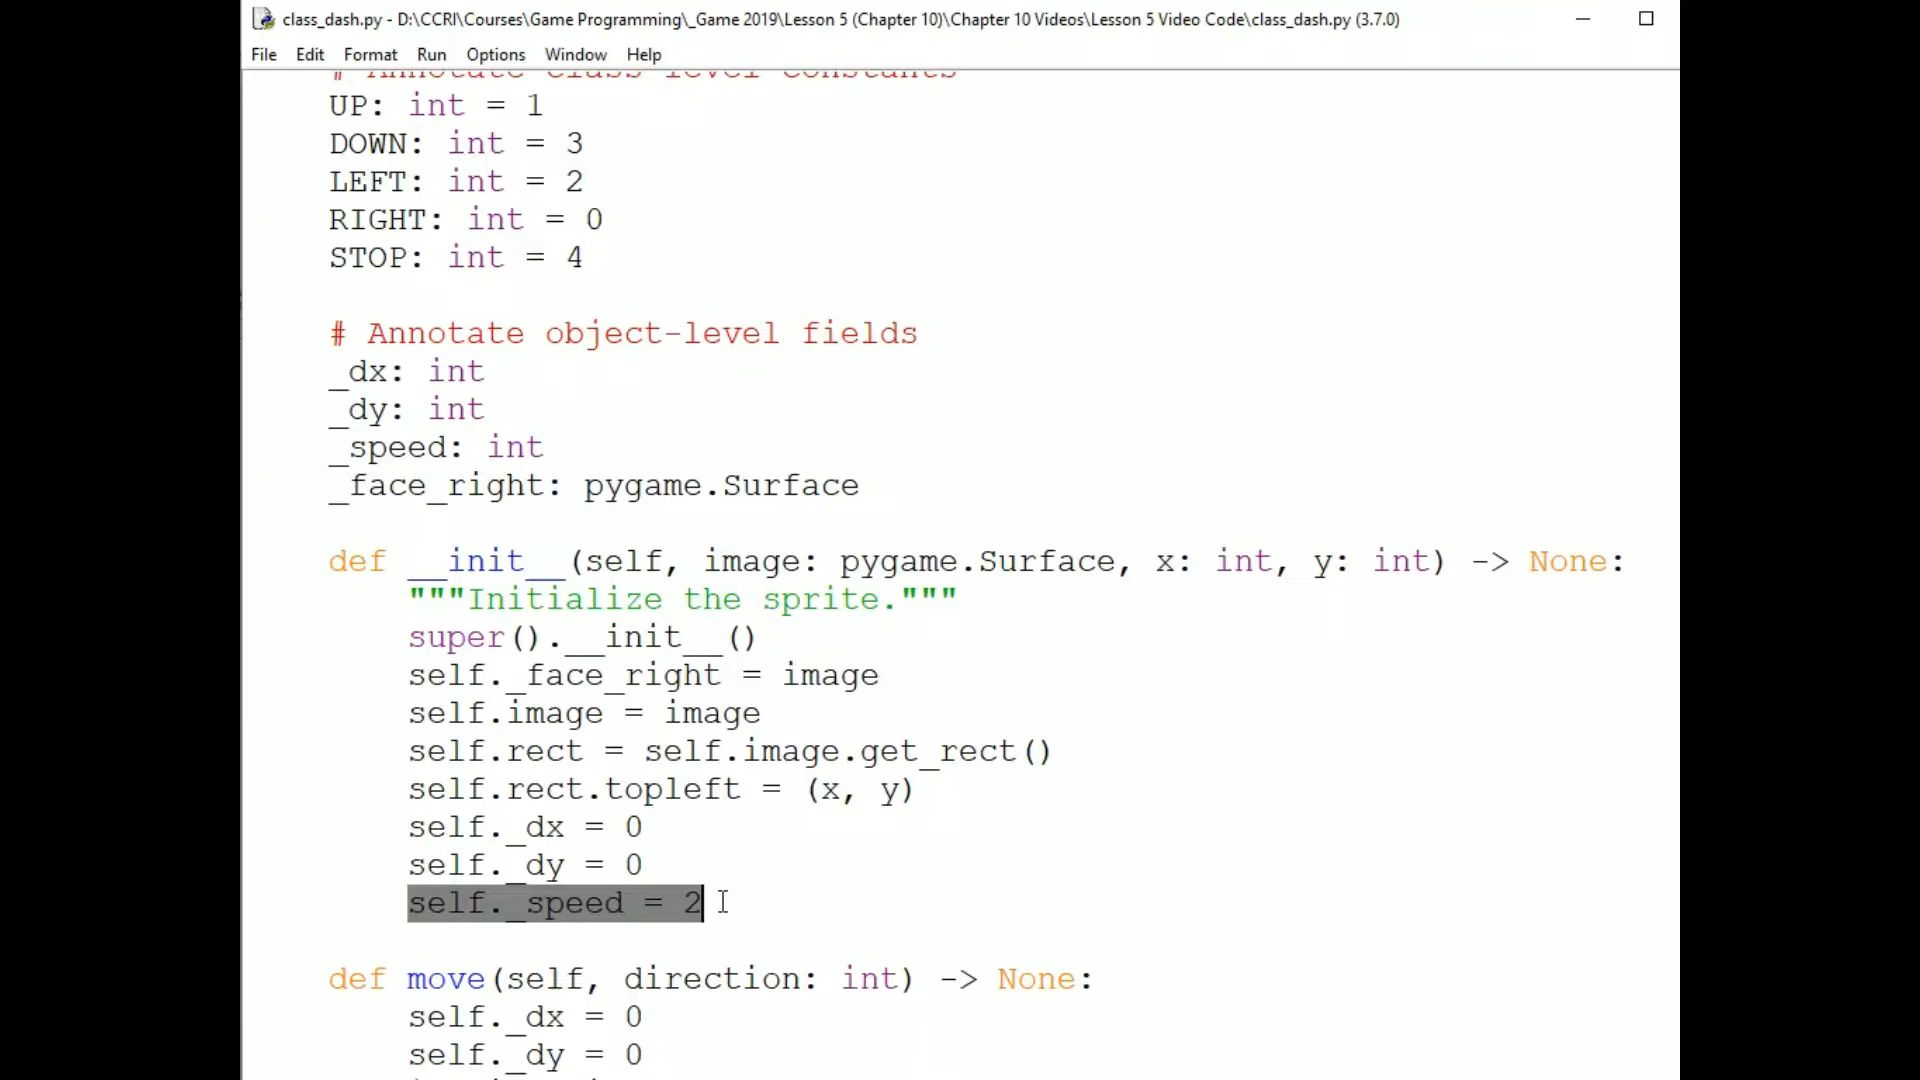 class_dash.py - D:\CCRI\Courses\Game Programming\_Game 2019\Lesson 5 (Chapter 10)\Chapter 10 Videos\Lesson 5 Video Code\class_dash.py (3.7.0)
File Edit Format Run Options Window Help
# Annotate class-level constants
UP: int = 1
DOWN: int = 3
LEFT: int = 2
RIGHT: int = 0
STOP: int = 4
# Annotate object-level fields
_dx: int
_dy: int
_speed: int
_face_right: pygame.Surface
def __init__(self, image: pygame.Surface, x: int, y: int) -> None:
"""Initialize the sprite."""
super().__init__()
self._face_right = image
self.image = image
self.rect = self.image.get_rect()
self.rect.topleft = (x, y)
self._dx = 0
self._dy = 0
self._speed = 2
def move(self, direction: int) -> None:
self._dx = 0
self._dy = 0